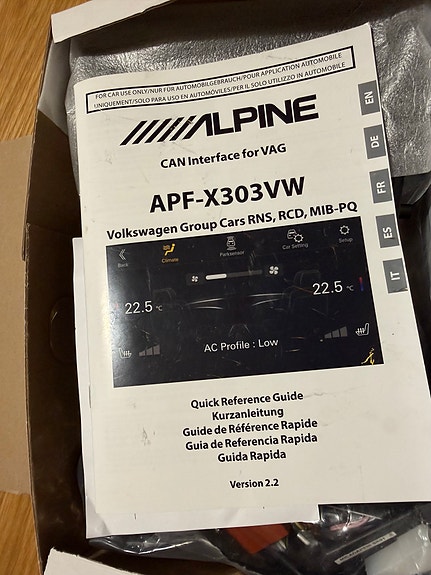 FOR CAR USE ONLY/NUR FÜR AUTOMOBILGEBRAUCH/POUR APPLICATION AUTOMOBILE
UNIQUEMENT/SOLO PARA USO EN AUTOMÓVILES/PER IL SOLO UTILIZZO IN AUTOMOBILE
ALPINE
CAN Interface for VAG
APF-X303VW
Volkswagen Group Cars RNS, RCD, MIB-PQ
EN
DE
FR
ES
IT
Back
Climate
Parksensor
Car Setting
Setup
22.5 °C
22.5 °C
AC Profile : Low
Quick Reference Guide
Kurzanleitung
Guide de Référence Rapide
Guia de Referencia Rapida
Guida Rapida
Version 2.2